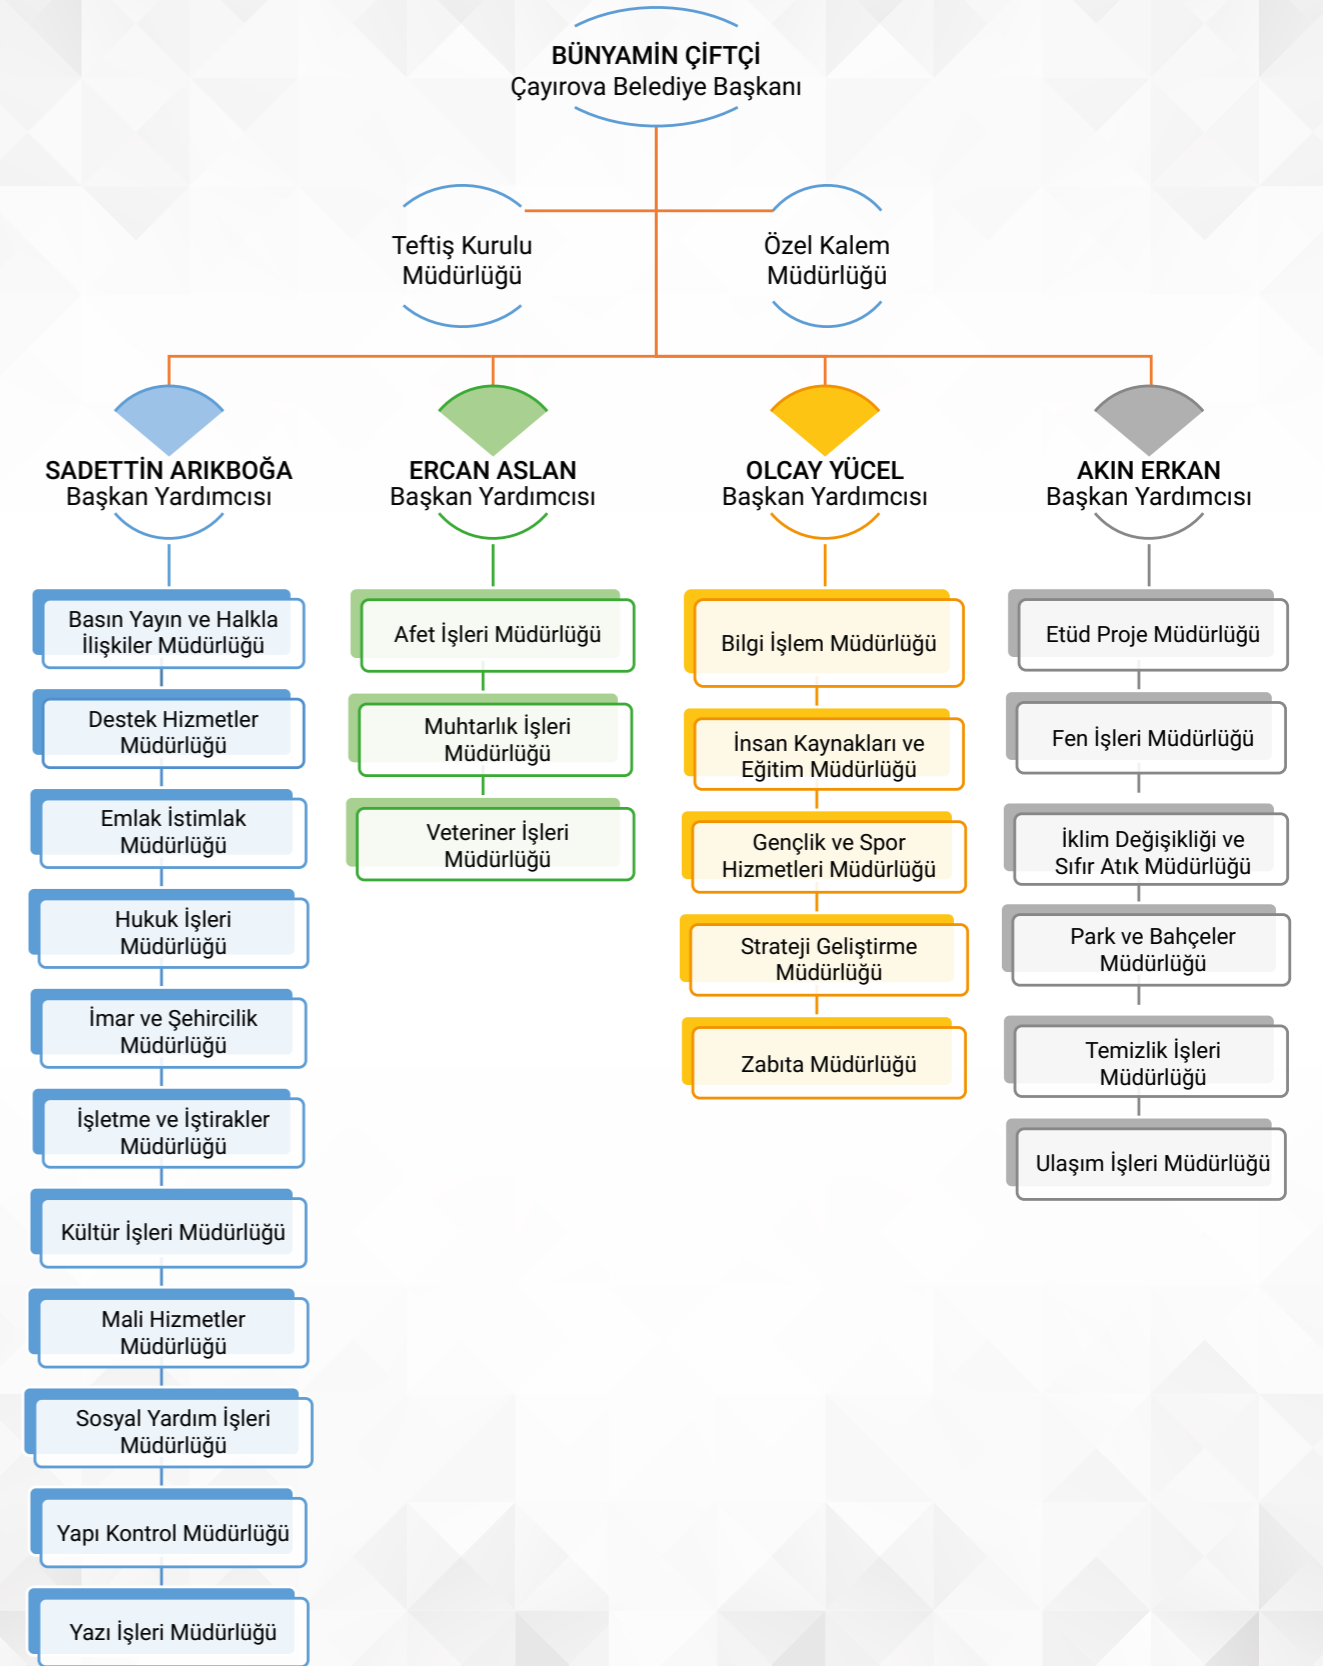 BÜNYAMİN ÇİFTÇİ
Çayırova Belediye Başkanı
Teftiş Kurulu
Müdürlüğü
Özel Kalem
Müdürlüğü
SADETTİN ARIKBOĞA
Başkan Yardımcısı
Basın Yayın ve Halkla
İlişkiler Müdürlüğü
Destek Hizmetler
Müdürlüğü
Emlak İstimlak
Müdürlüğü
Hukuk İşleri
Müdürlüğü
İmar ve Şehircilik
Müdürlüğü
İşletme ve İştirakler
Müdürlüğü
Kültür İşleri Müdürlüğü
Mali Hizmetler
Müdürlüğü
Sosyal Yardım İşleri
Müdürlüğü
Yapı Kontrol Müdürlüğü
Yazı İşleri Müdürlüğü
ERCAN ASLAN
Başkan Yardımcısı
Afet İşleri Müdürlüğü
Muhtarlık İşleri
Müdürlüğü
Veteriner İşleri
Müdürlüğü
OLCAY YÜCEL
Başkan Yardımcısı
Bilgi İşlem Müdürlüğü
İnsan Kaynakları ve
Eğitim Müdürlüğü
Gençlik ve Spor
Hizmetleri Müdürlüğü
Strateji Geliştirme
Müdürlüğü
Zabıta Müdürlüğü
AKIN ERKAN
Başkan Yardımcısı
Etüd Proje Müdürlüğü
Fen İşleri Müdürlüğü
İklim Değişikliği ve
Sıfır Atık Müdürlüğü
Park ve Bahçeler
Müdürlüğü
Temizlik İşleri
Müdürlüğü
Ulaşım İşleri Müdürlüğü